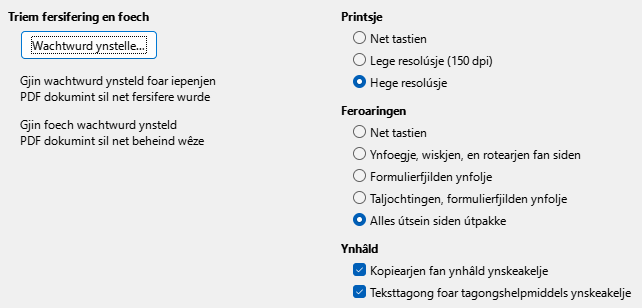 Triem fersifering en foech
Wachtwurd ynstelle...
Gjin wachtwurd ynsteld foar iepenjen
PDF dokumint sil net fersifere wurde
Gjin foech wachtwurd ynsteld
PDF dokumint sil net beheind wêze
Printsje
Net tastien
Lege resolúsje (150 dpi)
Hege resolúsje
Feroaringen
Net tastien
Ynfoegje, wiskjen, en rotearjen fan siden
Formulierfjilden ynfolje
Taljochtingen, formulierfjilden ynfolje
Alles útsein siden útpakke
Ynhâld
Kopiearjen fan ynhâld ynskeakelje
Teksttagong foar tagongshelpmiddels ynskeakelje